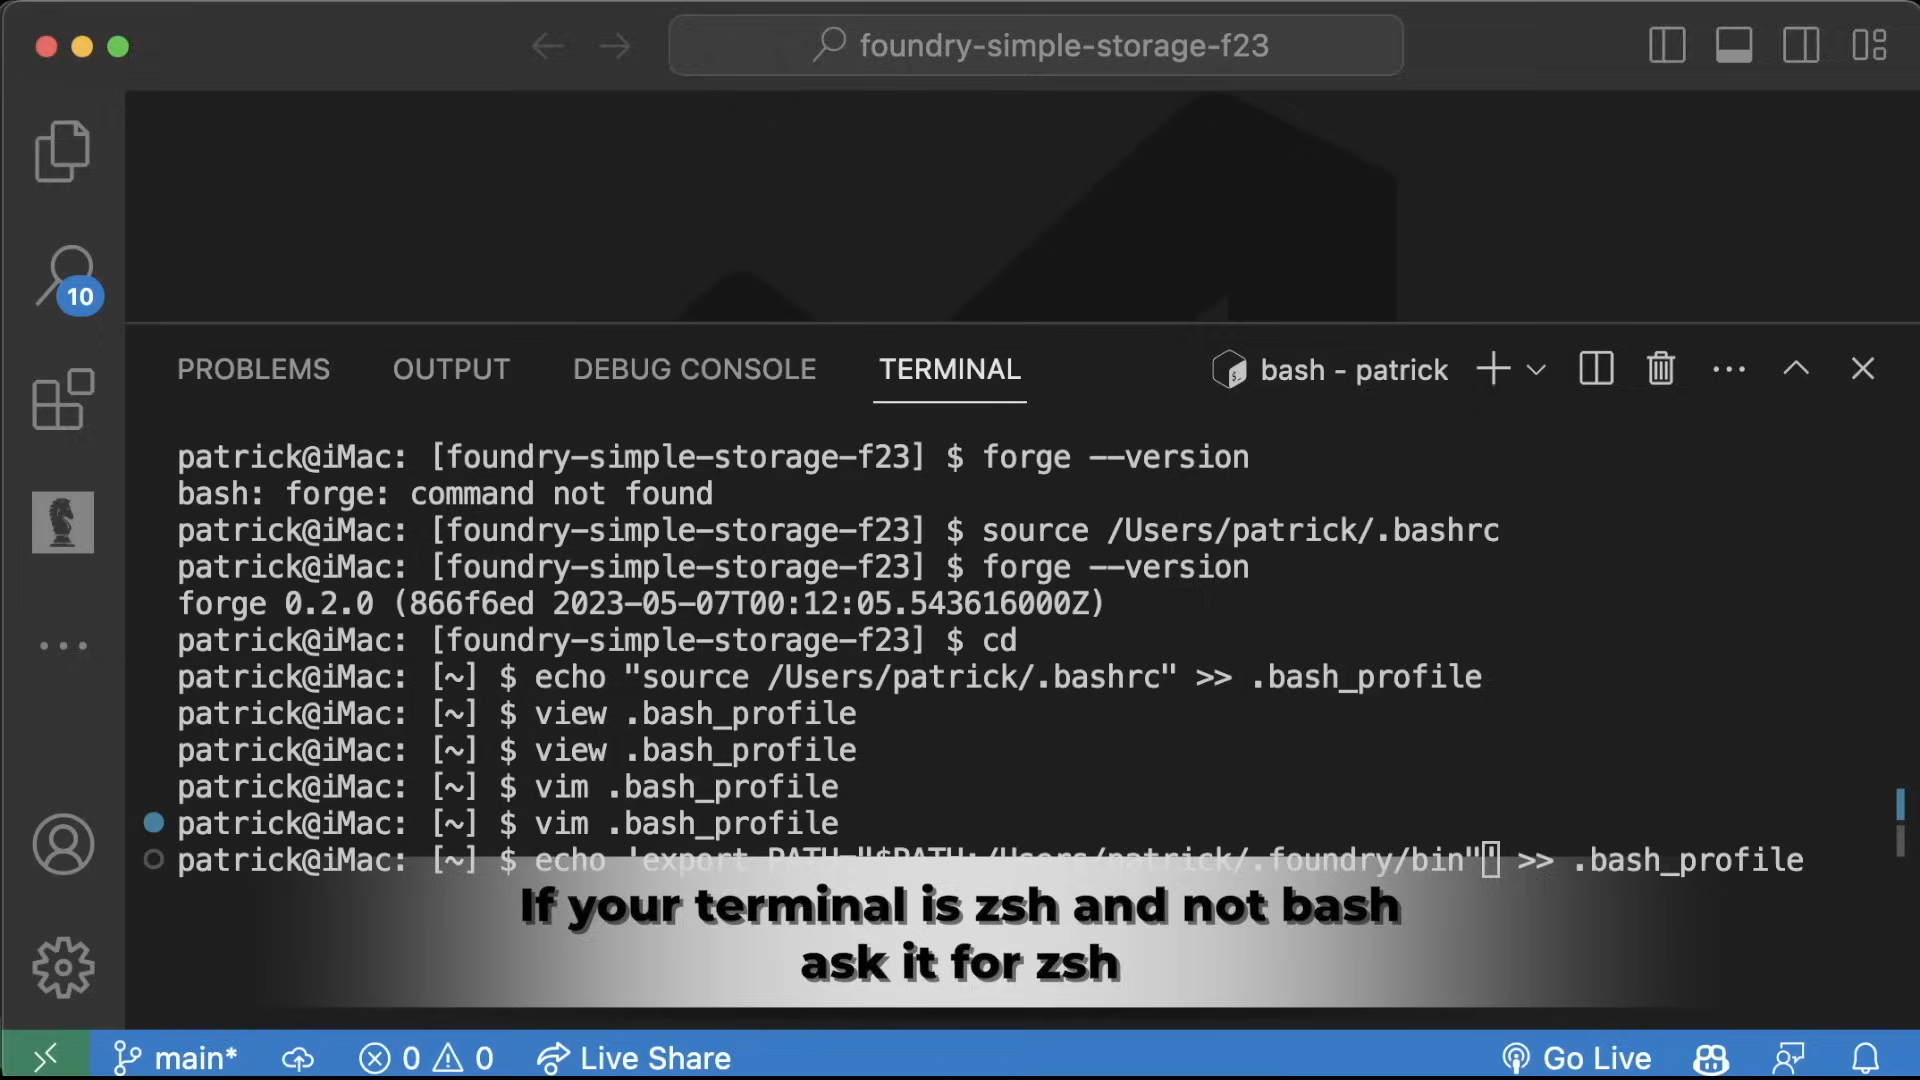 foundry-simple-storage-f23
10
PROBLEMS OUTPUT DEBUG CONSOLE TERMINAL bash - patrick
patrick@iMac: [foundry-simple-storage-f23] $ forge --version
bash: forge: command not found
patrick@iMac: [foundry-simple-storage-f23] $ source /Users/patrick/.bashrc
patrick@iMac: [foundry-simple-storage-f23] $ forge --version
forge 0.2.0 (866f6ed 2023-05-07T00:12:05.543616000Z)
patrick@iMac: [foundry-simple-storage-f23] $ cd
patrick@iMac: [~] $ echo "source /Users/patrick/.bashrc" >> .bash_profile
patrick@iMac: [~] $ view .bash_profile
patrick@iMac: [~] $ view .bash_profile
patrick@iMac: [~] $ vim .bash_profile
patrick@iMac: [~] $ vim .bash_profile
patrick@iMac: [~] $ echo 'export PATH="$PATH:/Users/patrick/.foundry/bin"' >> .bash_profile
If your terminal is zsh and not bash
ask it for zsh
main* 0 0 Live Share Go Live